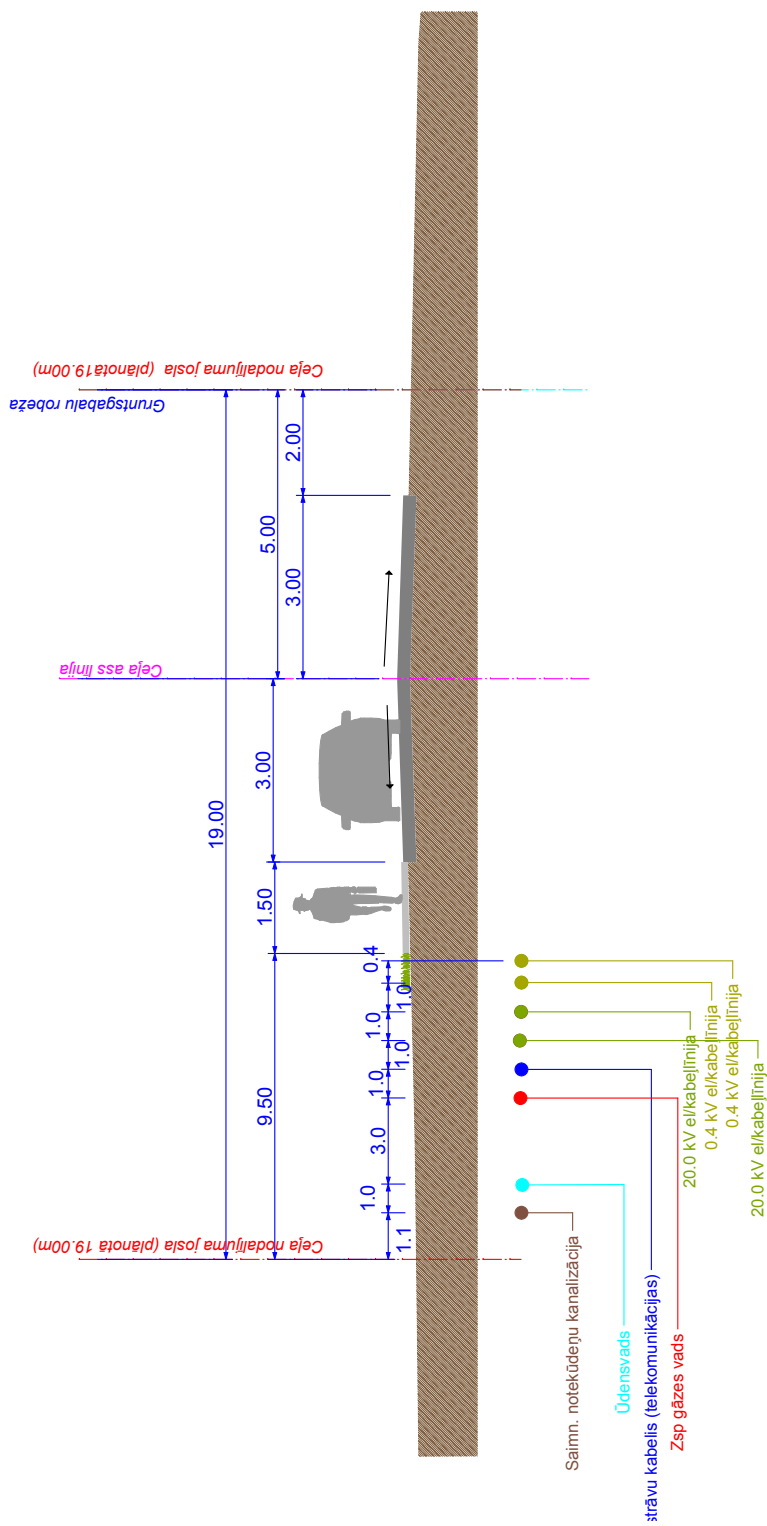 Ceļa nodalījuma josla (plānotā19.00m)
Gruntsgabalu robeža
2.00
5.00
3.00
Ceļa ass līnija
3.00
19.00
1.50
0.4
1.0
1.0
1.0
1.0
9.50
3.0
1.0
1.1
Ceļa nodalījuma josla (plānotā 19.00m)
Saimn. notekūdeņu kanalizācija
Ūdensvads
strāvu kabelis (telekomunikācijas)
Zsp gāzes vads
20.0 kV el/kabeļlīnija
0.4 kV el/kabeļlīnija
0.4 kV el/kabeļlīnija
20.0 kV el/kabeļlīnija